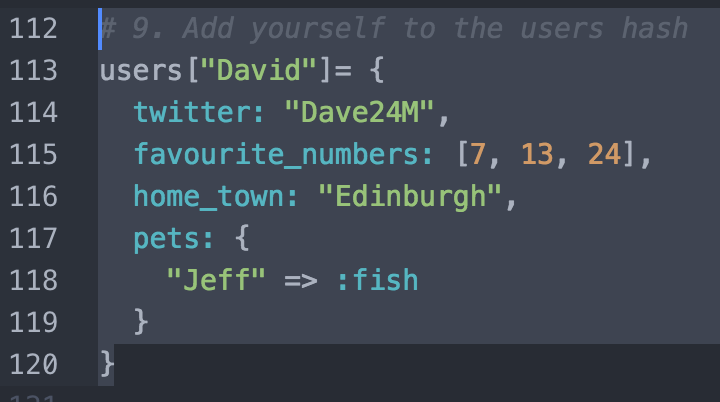 112 # 9. Add yourself to the users hash
113 users["David"]= {
114   twitter: "Dave24M",
115   favourite_numbers: [7, 13, 24],
116   home_town: "Edinburgh",
117   pets: {
118     "Jeff" => :fish
119   }
120 }
121